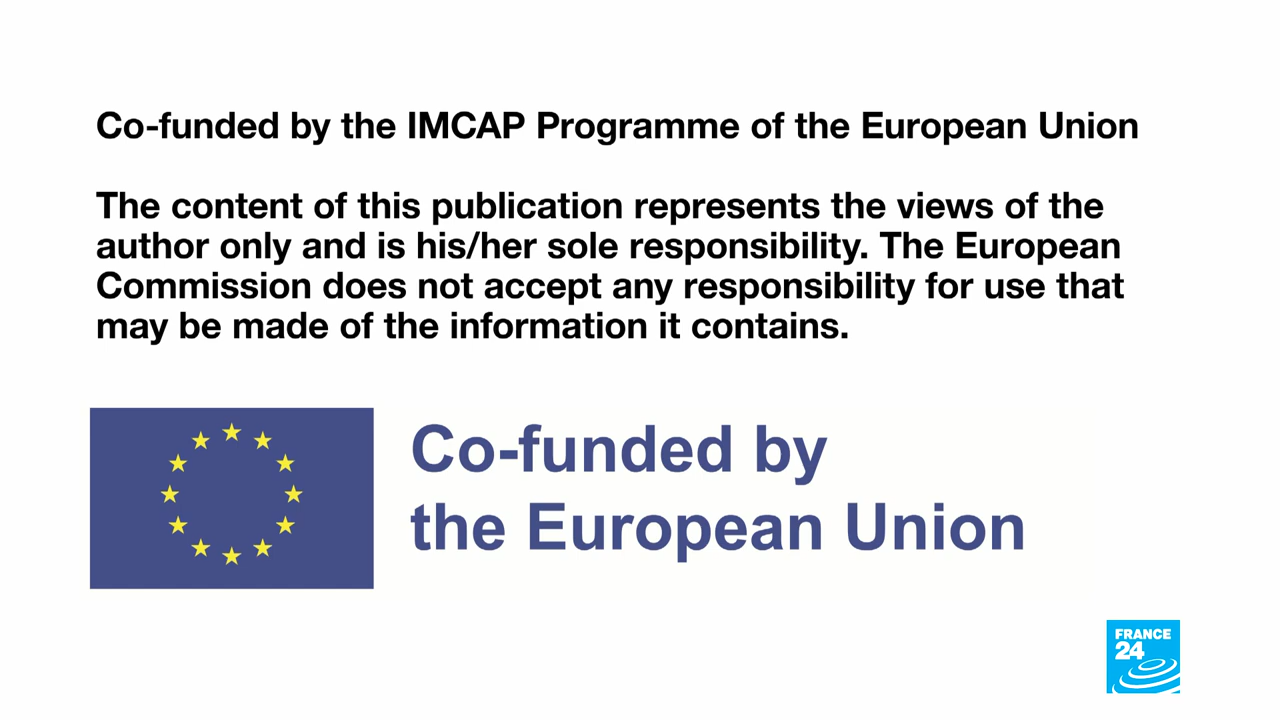 Co-funded by the IMCAP Programme of the European Union
The content of this publication represents the views of the
author only and is his/her sole responsibility. The European
Commission does not accept any responsibility for use that
may be made of the information it contains.
Co-funded by
the European Union
FRANCE
24